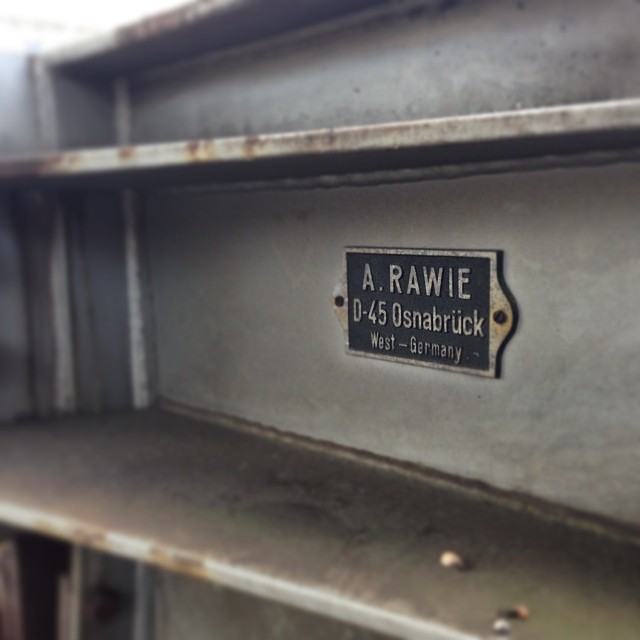 A. RAWIE
D-45 Osnabrück
West-Germany